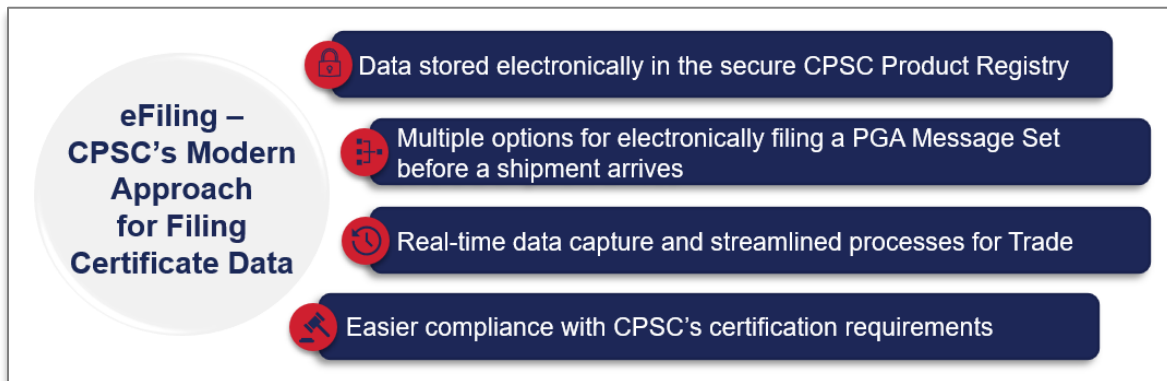 eFiling –
CPSC’s Modern
Approach
for Filing
Certificate Data
Data stored electronically in the secure CPSC Product Registry
Multiple options for electronically filing a PGA Message Set
before a shipment arrives
Real-time data capture and streamlined processes for Trade
Easier compliance with CPSC’s certification requirements